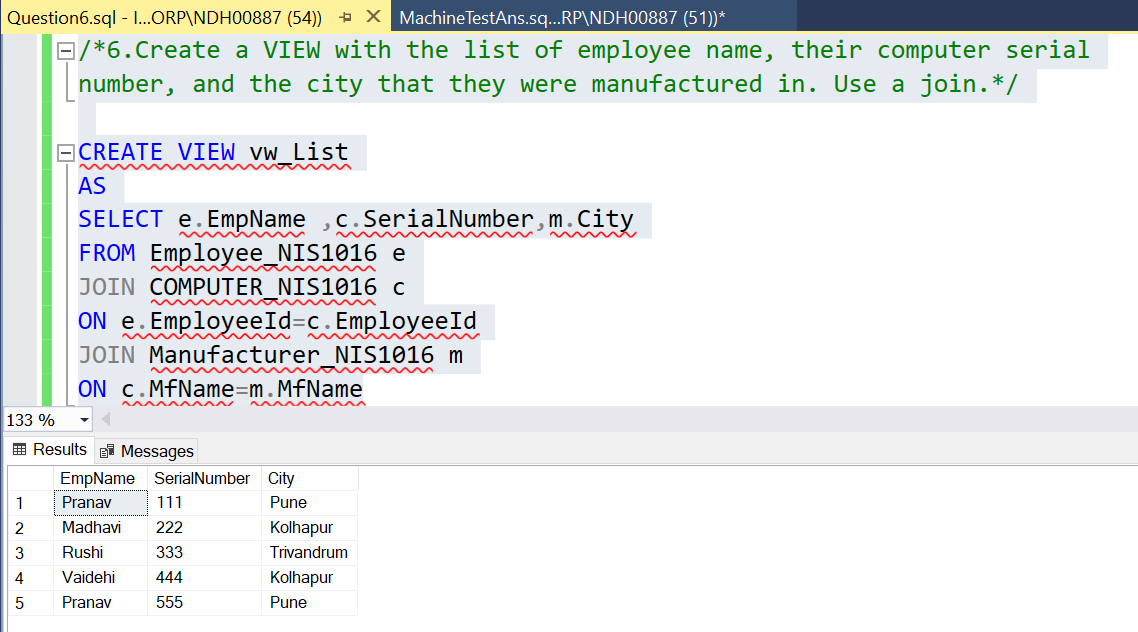 Question6.sql - I...ORP\NDH00887 (54))
MachineTestAns.sq...RP\NDH00887 (51))*
/*6.Create a VIEW with the list of employee name, their computer serial
number, and the city that they were manufactured in. Use a join.*/
CREATE VIEW vw_List
AS
SELECT e.EmpName ,c.SerialNumber,m.City
FROM Employee_NIS1016 e
JOIN COMPUTER_NIS1016 c
ON e.EmployeeId=c.EmployeeId
JOIN Manufacturer_NIS1016 m
ON c.MfName=m.MfName
133 %
Results Messages
EmpName SerialNumber City
1 Pranav 111 Pune
2 Madhavi 222 Kolhapur
3 Rushi 333 Trivandrum
4 Vaidehi 444 Kolhapur
5 Pranav 555 Pune